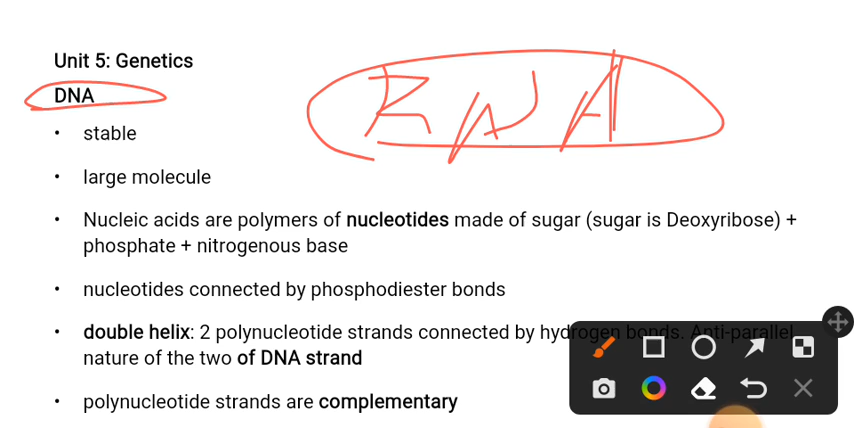 Unit 5: Genetics
DNA
RNA
• stable
• large molecule
• Nucleic acids are polymers of nucleotides made of sugar (sugar is Deoxyribose) +
phosphate + nitrogenous base
• nucleotides connected by phosphodiester bonds
• double helix: 2 polynucleotide strands connected by hydrogen bonds. Anti-parallel
nature of the two of DNA strand
• polynucleotide strands are complementary